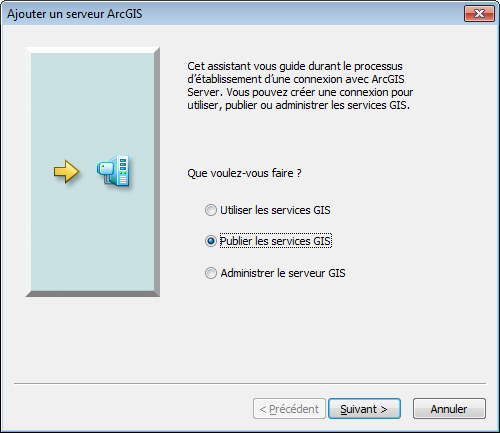 Ajouter un serveur ArcGIS
Cet assistant vous guide durant le processus
d'établissement d'une connexion avec ArcGIS
Server. Vous pouvez créer une connexion pour
utiliser, publier ou administrer les services GIS.
Que voulez-vous faire ?
Utiliser les services GIS
Publier les services GIS
Administrer le serveur GIS
< Précédent
Suivant >
Annuler